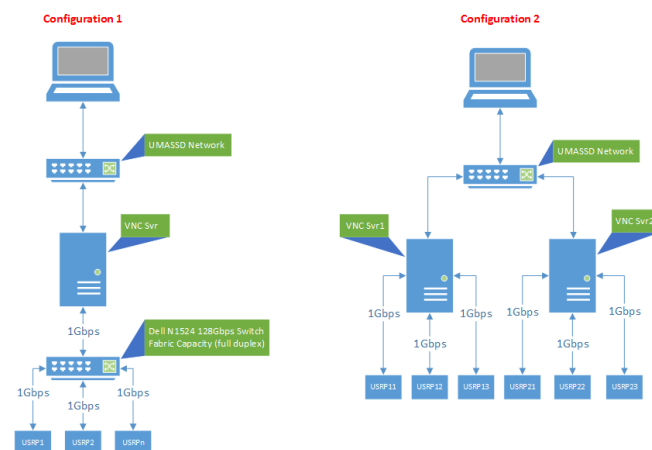 Configuration 1
UMASSD Network
VNC Svr
1Gbps
Dell N1524 128Gbps Switch
Fabric Capacity (full duplex)
1Gbps
1Gbps
1Gbps
USRP1
USRP2
USRPn
Configuration 2
UMASSD Network
VNC Svr1
VNC Svr2
1Gbps
1Gbps
1Gbps
1Gbps
1Gbps
1Gbps
USRP11
USRP12
USRP13
USRP21
USRP22
USRP23